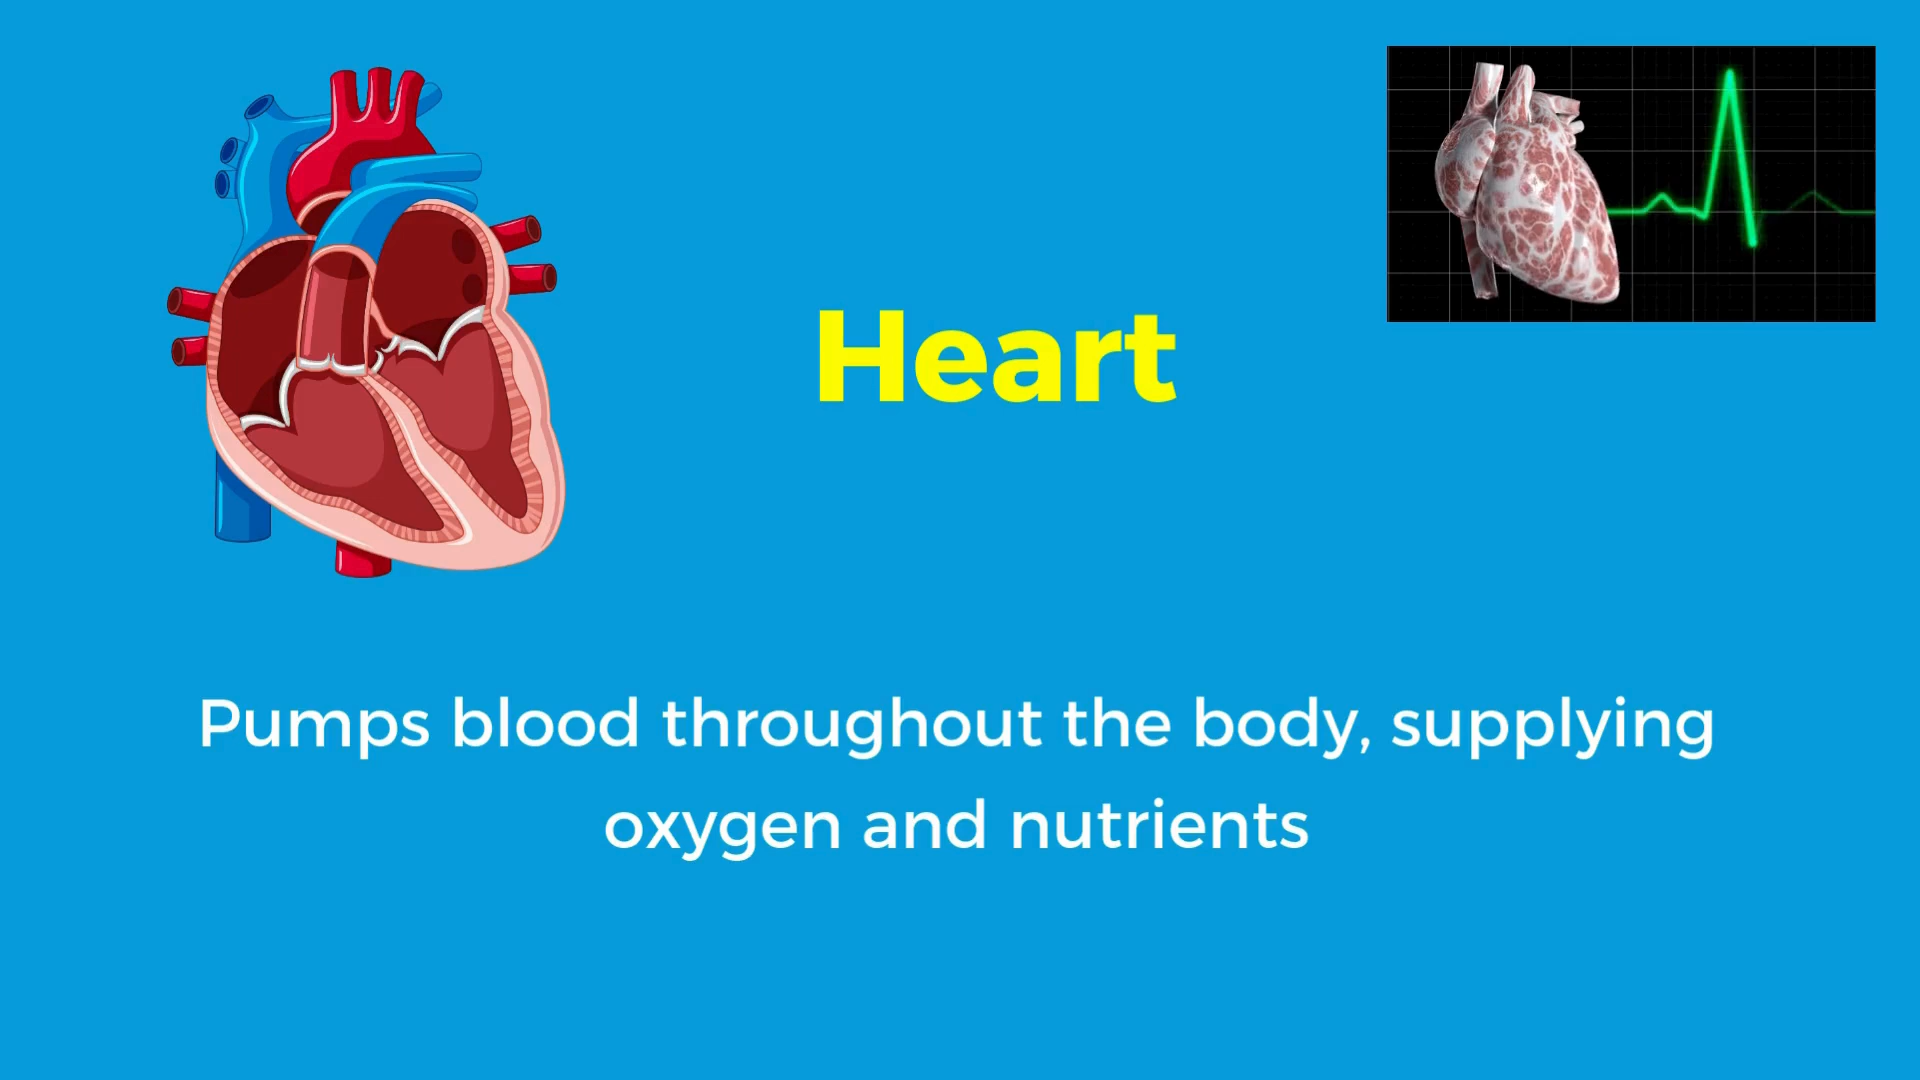 Heart
Pumps blood throughout the body, supplying
oxygen and nutrients